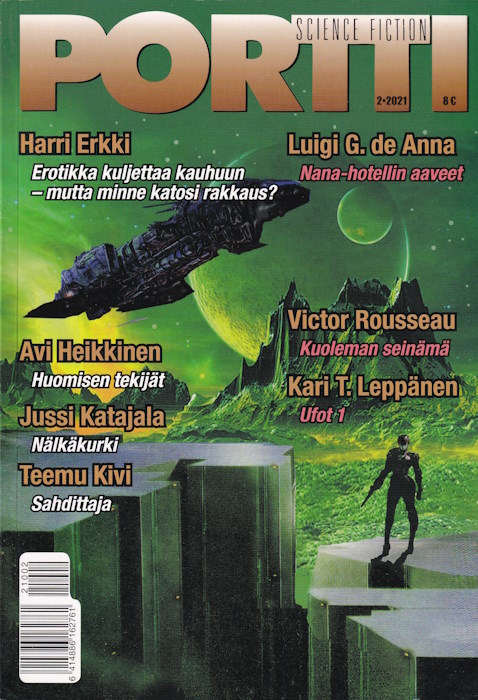 PORTTI
SCIENCE FICTION
2•2021
8 €
Harri Erkki
Erotikka kuljettaa kauhuun
– mutta minne katosi rakkaus?
Luigi G. de Anna
Nana-hotellin aaveet
Victor Rousseau
Kuoleman seinämä
Avi Heikkinen
Huomisen tekijät
Kari T. Leppänen
Ufot 1
Jussi Katajala
Nälkäkurki
Teemu Kivi
Sahdittaja
21002
6 414886 162761